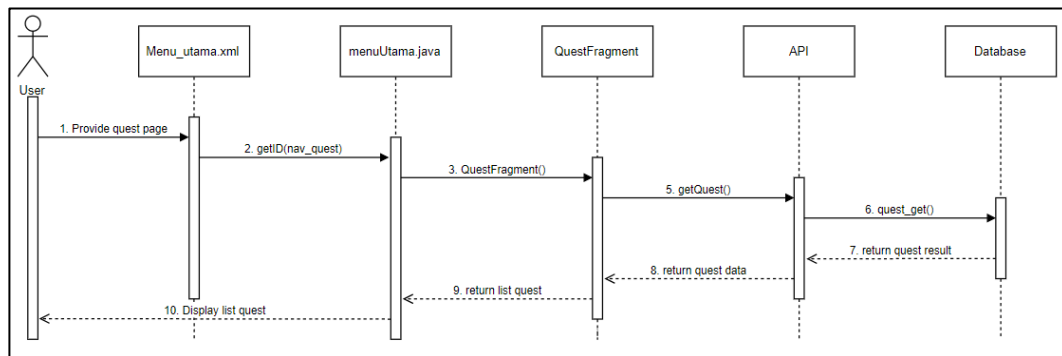 Menu_utama.xml
menuUtama.java
QuestFragment
API
Database
User
1. Provide quest page
2. getID(nav_quest)
3. QuestFragment()
5. getQuest()
6. quest_get()
7. return quest result
8. return quest data
9. return list quest
10. Display list quest